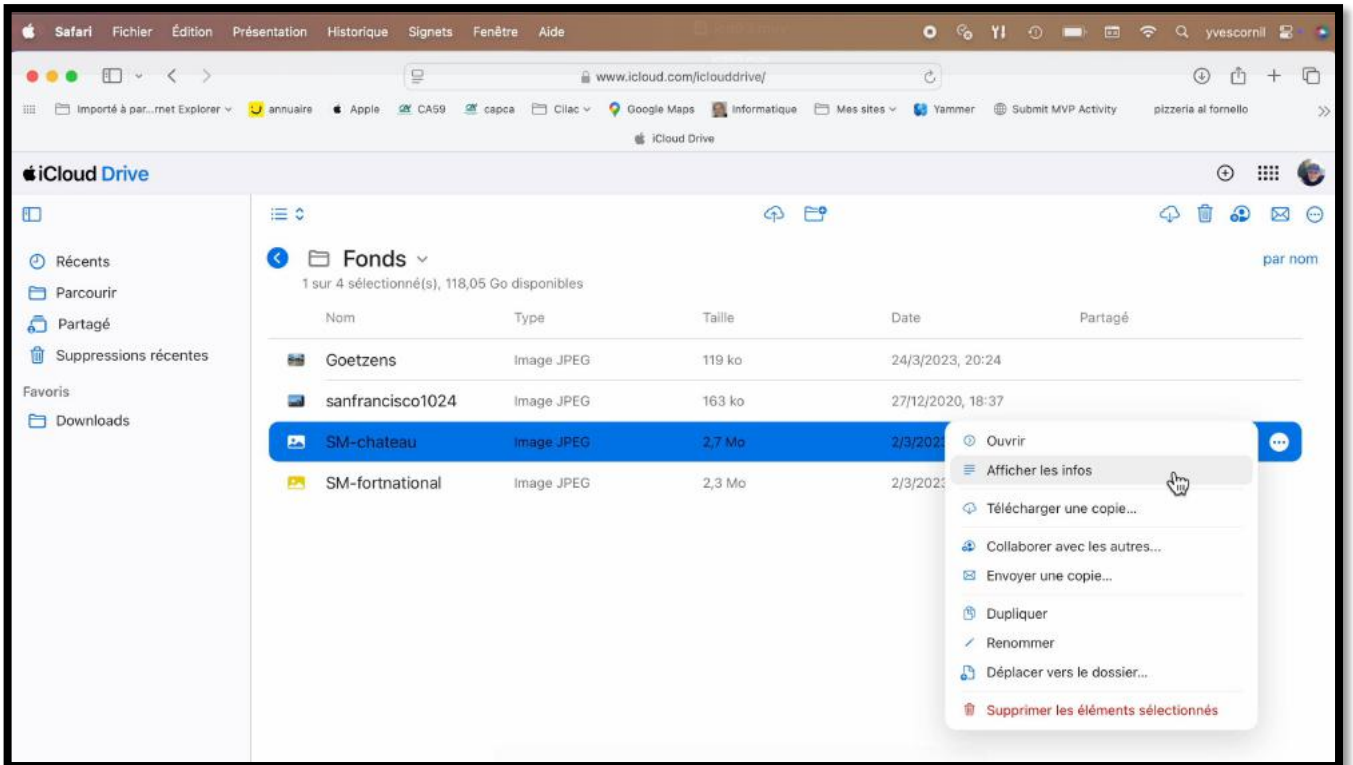 Safari Fichier Édition Présentation Historique Signets Fenêtre Aide yvescornil
www.icloud.com/iclouddrive/
Importé à par...rnet Explorer annuaire Apple CA59 capca Cilac Google Maps Informatique Mes sites Yammer Submit MVP Activity pizzeria al fornello
iCloud Drive
iCloud Drive
Récents
Parcourir
Partagé
Suppressions récentes
Favoris
Downloads
Fonds
par nom
1 sur 4 sélectionné(s), 118,05 Go disponibles
Nom Type Taille Date Partagé
Goetzens Image JPEG 119 ko 24/3/2023, 20:24
sanfrancisco1024 Image JPEG 163 ko 27/12/2020, 18:37
SM-chateau Image JPEG 2,7 Mo
SM-fortnational Image JPEG 2,3 Mo
Ouvrir
Afficher les infos
Télécharger une copie...
Collaborer avec les autres...
Envoyer une copie...
Dupliquer
Renommer
Déplacer vers le dossier...
Supprimer les éléments sélectionnés